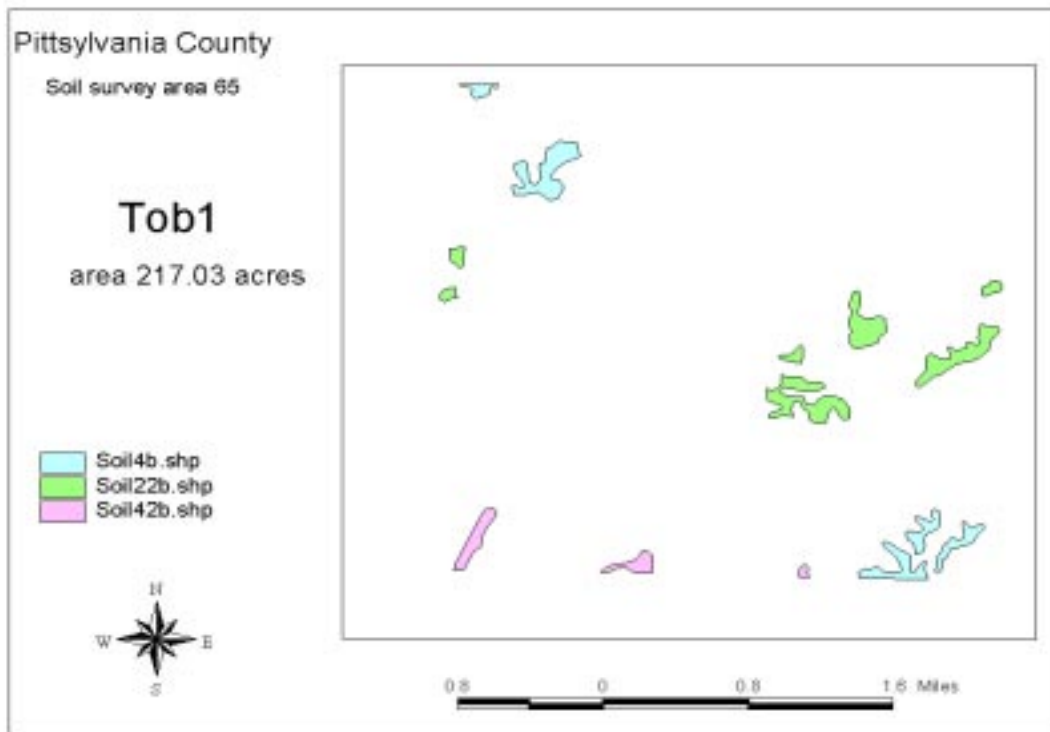 Pittsylvania County
Soil survey area 65
Tob1
area 217.03 acres
Soil4b.shp
Soil22b.shp
Soil42b.shp
N
W E
S
0.8 0 0.8 1.6 Miles